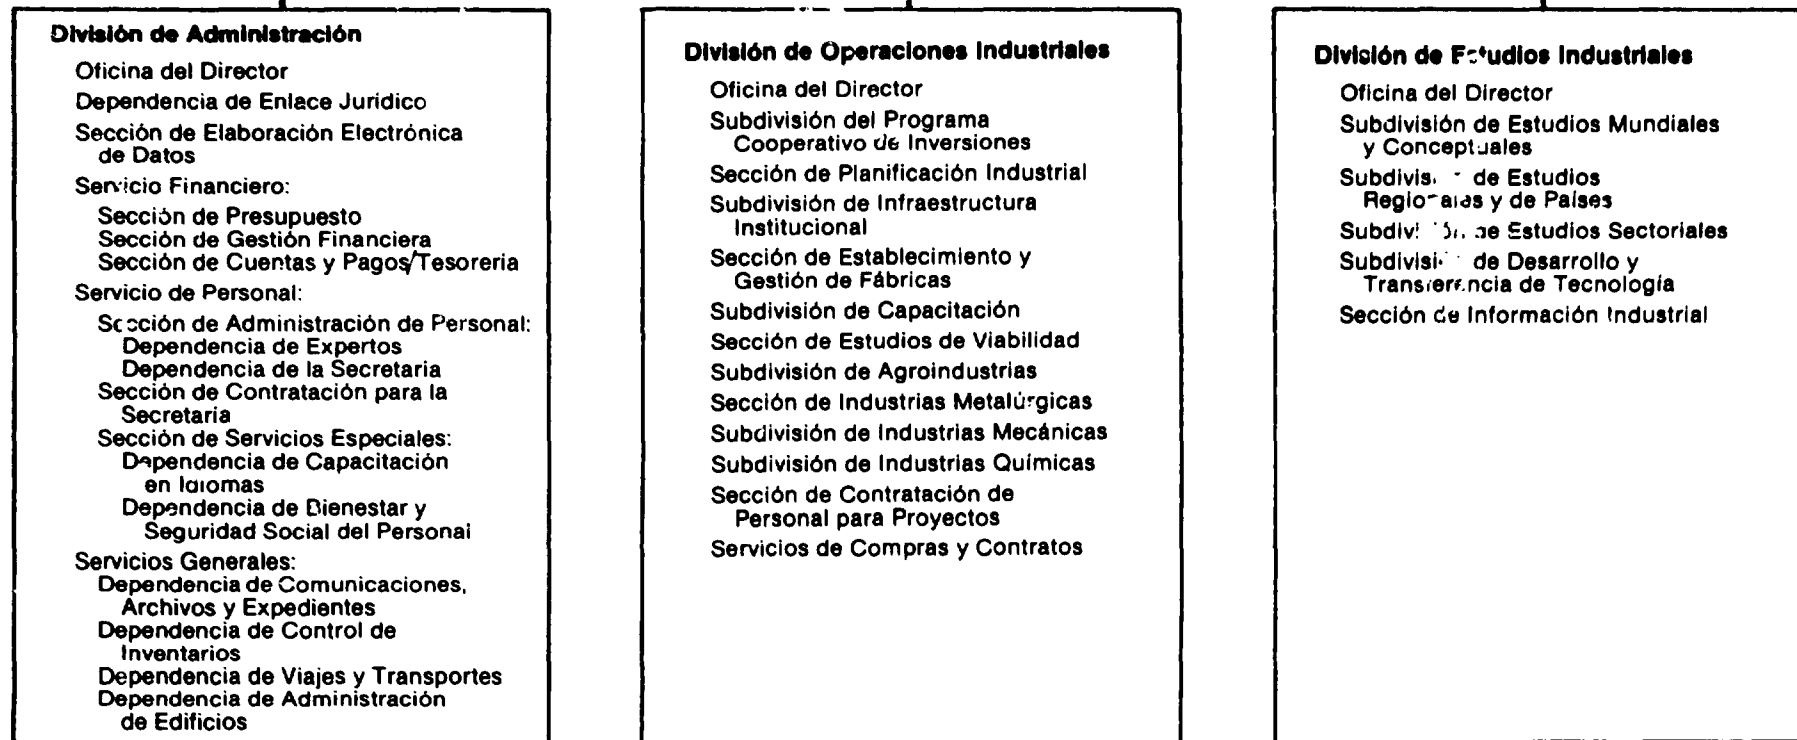 División de Administración
Oficina del Director
Dependencia de Enlace Jurídico
Sección de Elaboración Electrónica
de Datos
Servicio Financiero:
Sección de Presupuesto
Sección de Gestión Financiera
Sección de Cuentas y Pagos/Tesoreria
Servicio de Personal:
Sección de Administración de Personal:
Dependencia de Expertos
Dependencia de la Secretaria
Sección de Contratación para la
Secretaria
Sección de Servicios Especiales:
Dependencia de Capacitación
en Idiomas
Dependencia de Bienestar y
Seguridad Social del Personal
Servicios Generales:
Dependencia de Comunicaciones,
Archivos y Expedientes
Dependencia de Control de
Inventarios
Dependencia de Viajes y Transportes
Dependencia de Administración
de Edificios
División de Operaciones Industriales
Oficina del Director
Subdivisión del Programa
Cooperativo de Inversiones
Sección de Planificación Industrial
Subdivisión de Infraestructura
Institucional
Sección de Establecimiento y
Gestión de Fábricas
Subdivisión de Capacitación
Sección de Estudios de Viabilidad
Subdivisión de Agroindustrias
Sección de Industrias Metalúrgicas
Subdivisión de Industrias Mecánicas
Subdivisión de Industrias Químicas
Sección de Contratación de
Personal para Proyectos
Servicios de Compras y Contratos
División de Estudios Industriales
Oficina del Director
Subdivisión de Estudios Mundiales
y Conceptuales
Subdivisión de Estudios
Regionales y de Países
Subdivisión de Estudios Sectoriales
Subdivisión de Desarrollo y
Transferencia de Tecnología
Sección de Información Industrial